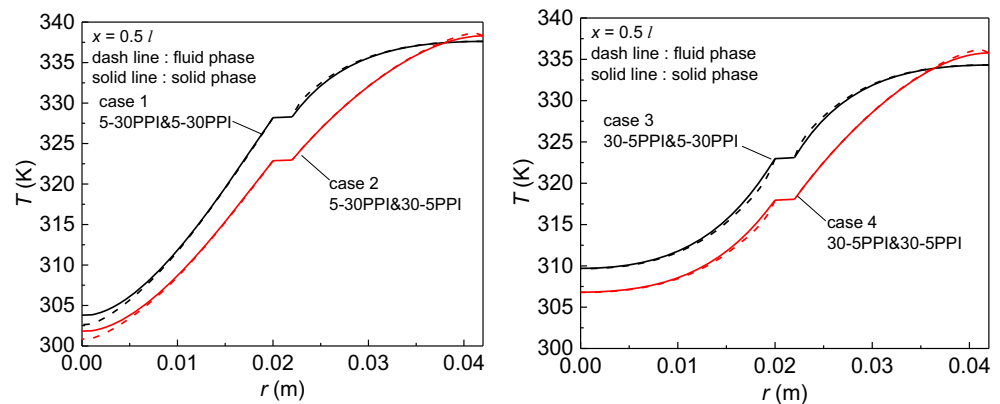 340
335
330
325
320
315
310
305
300
T (K)
x = 0.5 l
dash line : fluid phase
solid line : solid phase
case 1
5-30PPI&5-30PPI
case 2
5-30PPI&30-5PPI
0.00 0.01 0.02 0.03 0.04
r (m)
340
335
330
325
320
315
310
305
300
T (K)
x = 0.5 l
dash line : fluid phase
solid line : solid phase
case 3
30-5PPI&5-30PPI
case 4
30-5PPI&30-5PPI
0.00 0.01 0.02 0.03 0.04
r (m)